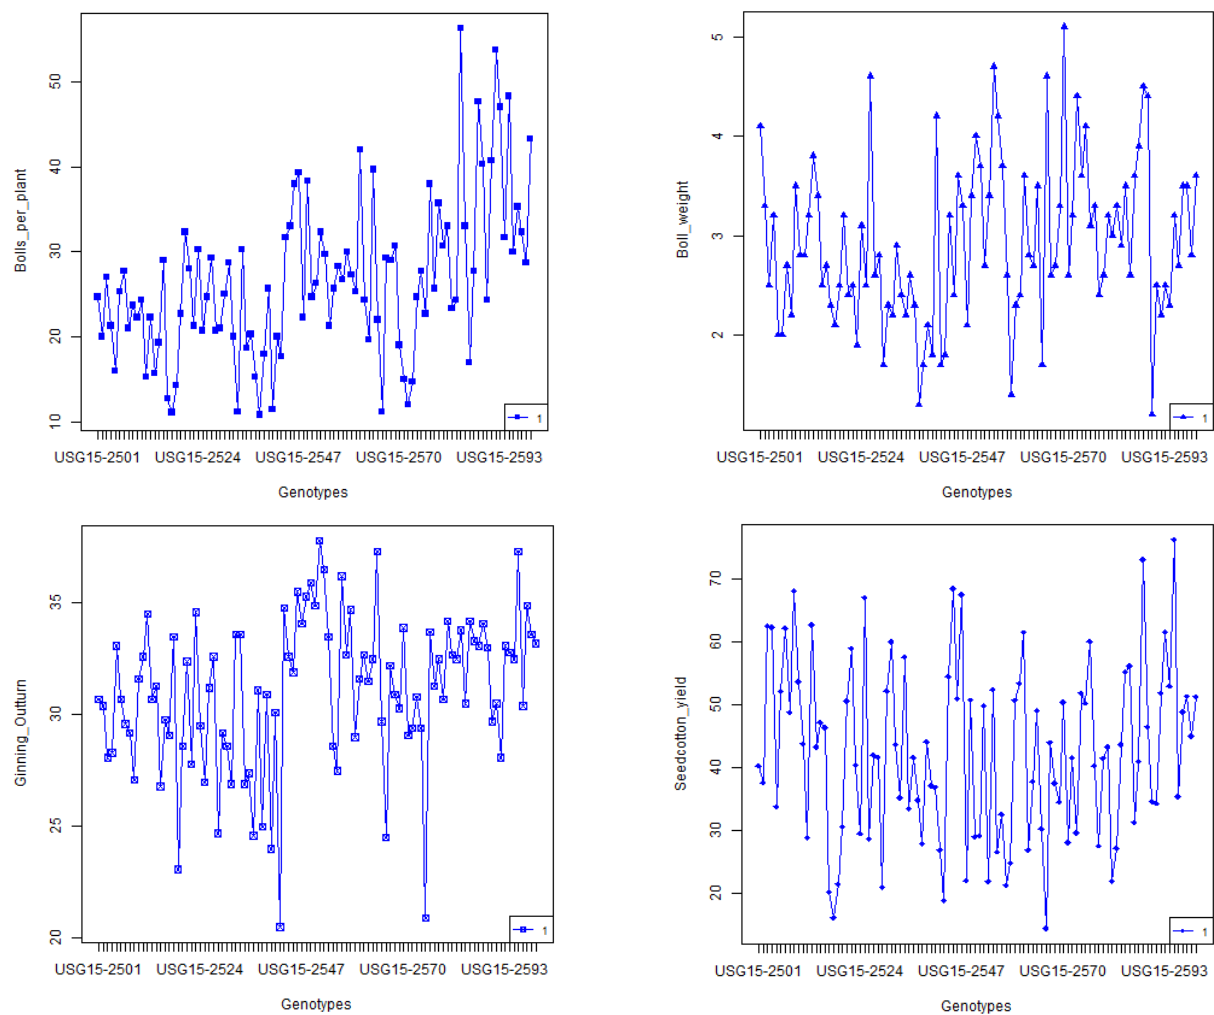 Bolls_per_plant
50
40
30
20
10
1
USG15-2501 USG15-2524 USG15-2547 USG15-2570 USG15-2593
Genotypes
Boll_weight
5
4
3
2
1
USG15-2501 USG15-2524 USG15-2547 USG15-2570 USG15-2593
Genotypes
Ginning_Outturn
35
30
25
20
1
USG15-2501 USG15-2524 USG15-2547 USG15-2570 USG15-2593
Genotypes
Seedcotton_yield
70
60
50
40
30
20
1
USG15-2501 USG15-2524 USG15-2547 USG15-2570 USG15-2593
Genotypes